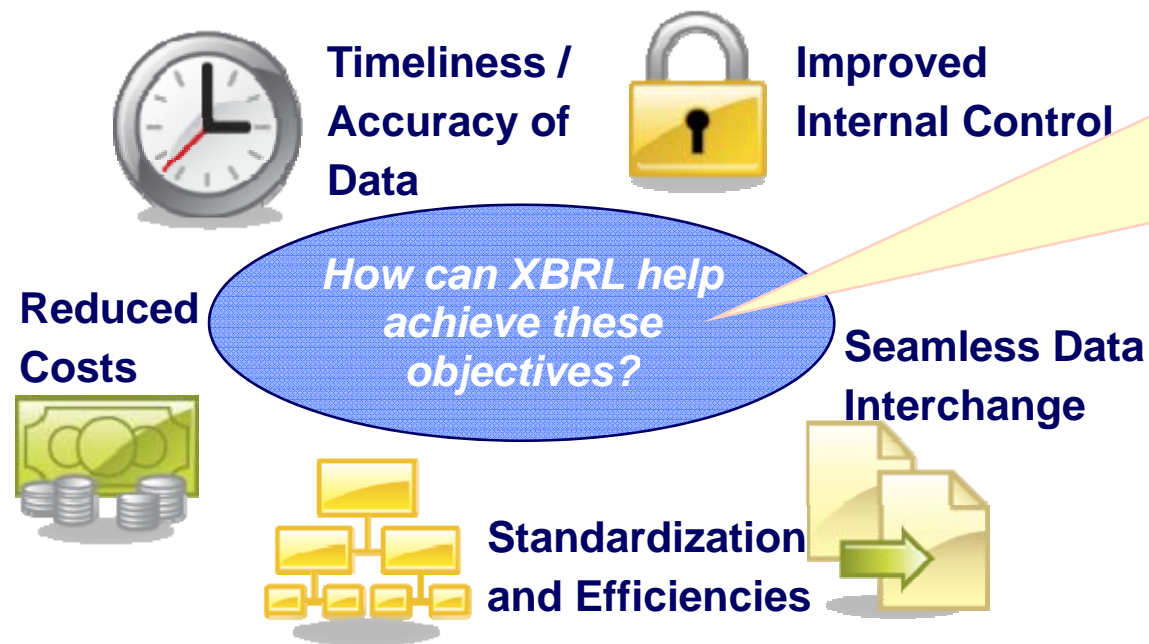 Timeliness /
Accuracy of
Data
Improved
Internal Control
How can XBRL help
achieve these
objectives?
Reduced
Costs
Seamless Data
Interchange
Standardization
and Efficiencies